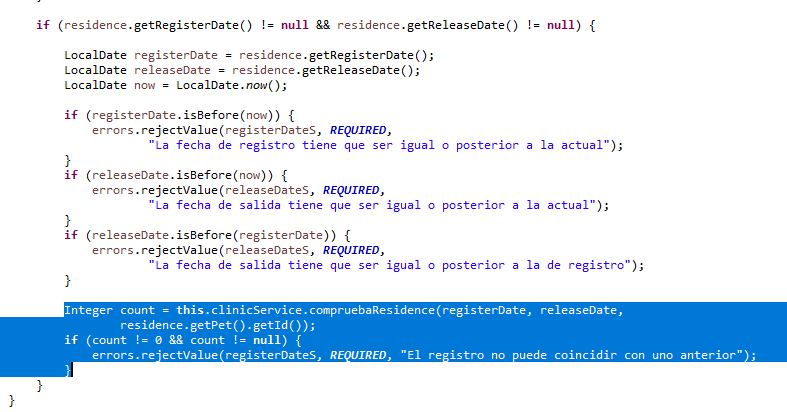 if (residence.getRegisterDate() != null && residence.getReleaseDate() != null) {
LocalDate registerDate = residence.getRegisterDate();
LocalDate releaseDate = residence.getReleaseDate();
LocalDate now = LocalDate.now();
if (registerDate.isBefore(now)) {
errors.rejectValue(registerDateS, REQUIRED,
"La fecha de registro tiene que ser igual o posterior a la actual");
}
if (releaseDate.isBefore(now)) {
errors.rejectValue(releaseDateS, REQUIRED,
"La fecha de salida tiene que ser igual o posterior a la actual");
}
if (releaseDate.isBefore(registerDate)) {
errors.rejectValue(releaseDateS, REQUIRED,
"La fecha de salida tiene que ser igual o posterior a la de registro");
}
Integer count = this.clinicService.compruebaResidence(registerDate, releaseDate,
residence.getPet().getId());
if (count != 0 && count != null) {
errors.rejectValue(registerDateS, REQUIRED, "El registro no puede coincidir con uno anterior");
}
}
}